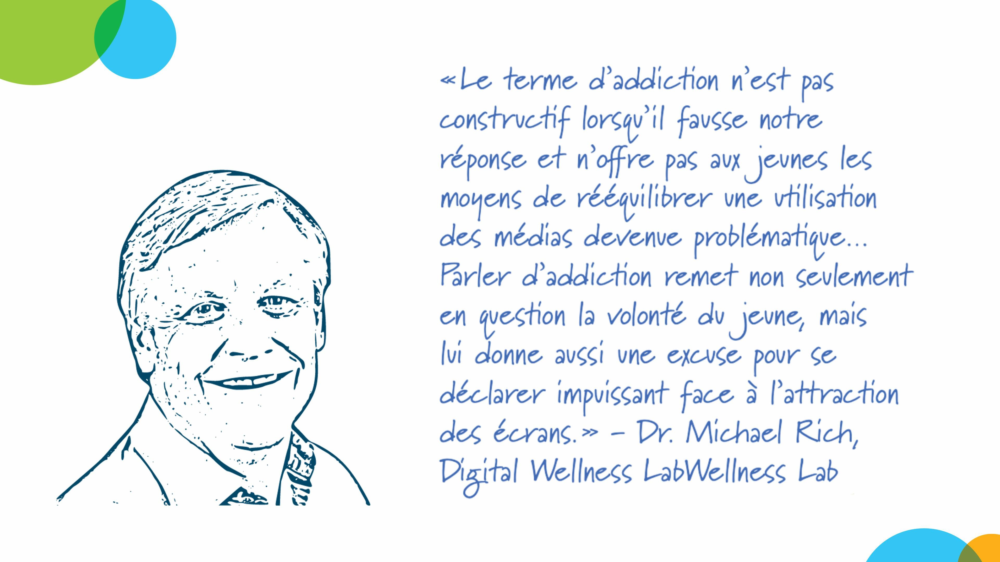 «Le terme d’addiction n’est pas
constructif lorsqu’il fausse notre
réponse et n’offre pas aux jeunes les
moyens de rééquilibrer une utilisation
des médias devenue problématique...
Parler d’addiction remet non seulement
en question la volonté du jeune, mais
lui donne aussi une excuse pour se
déclarer impuissant face à l’attraction
des écrans.» – Dr. Michael Rich,
Digital Wellness LabWellness Lab